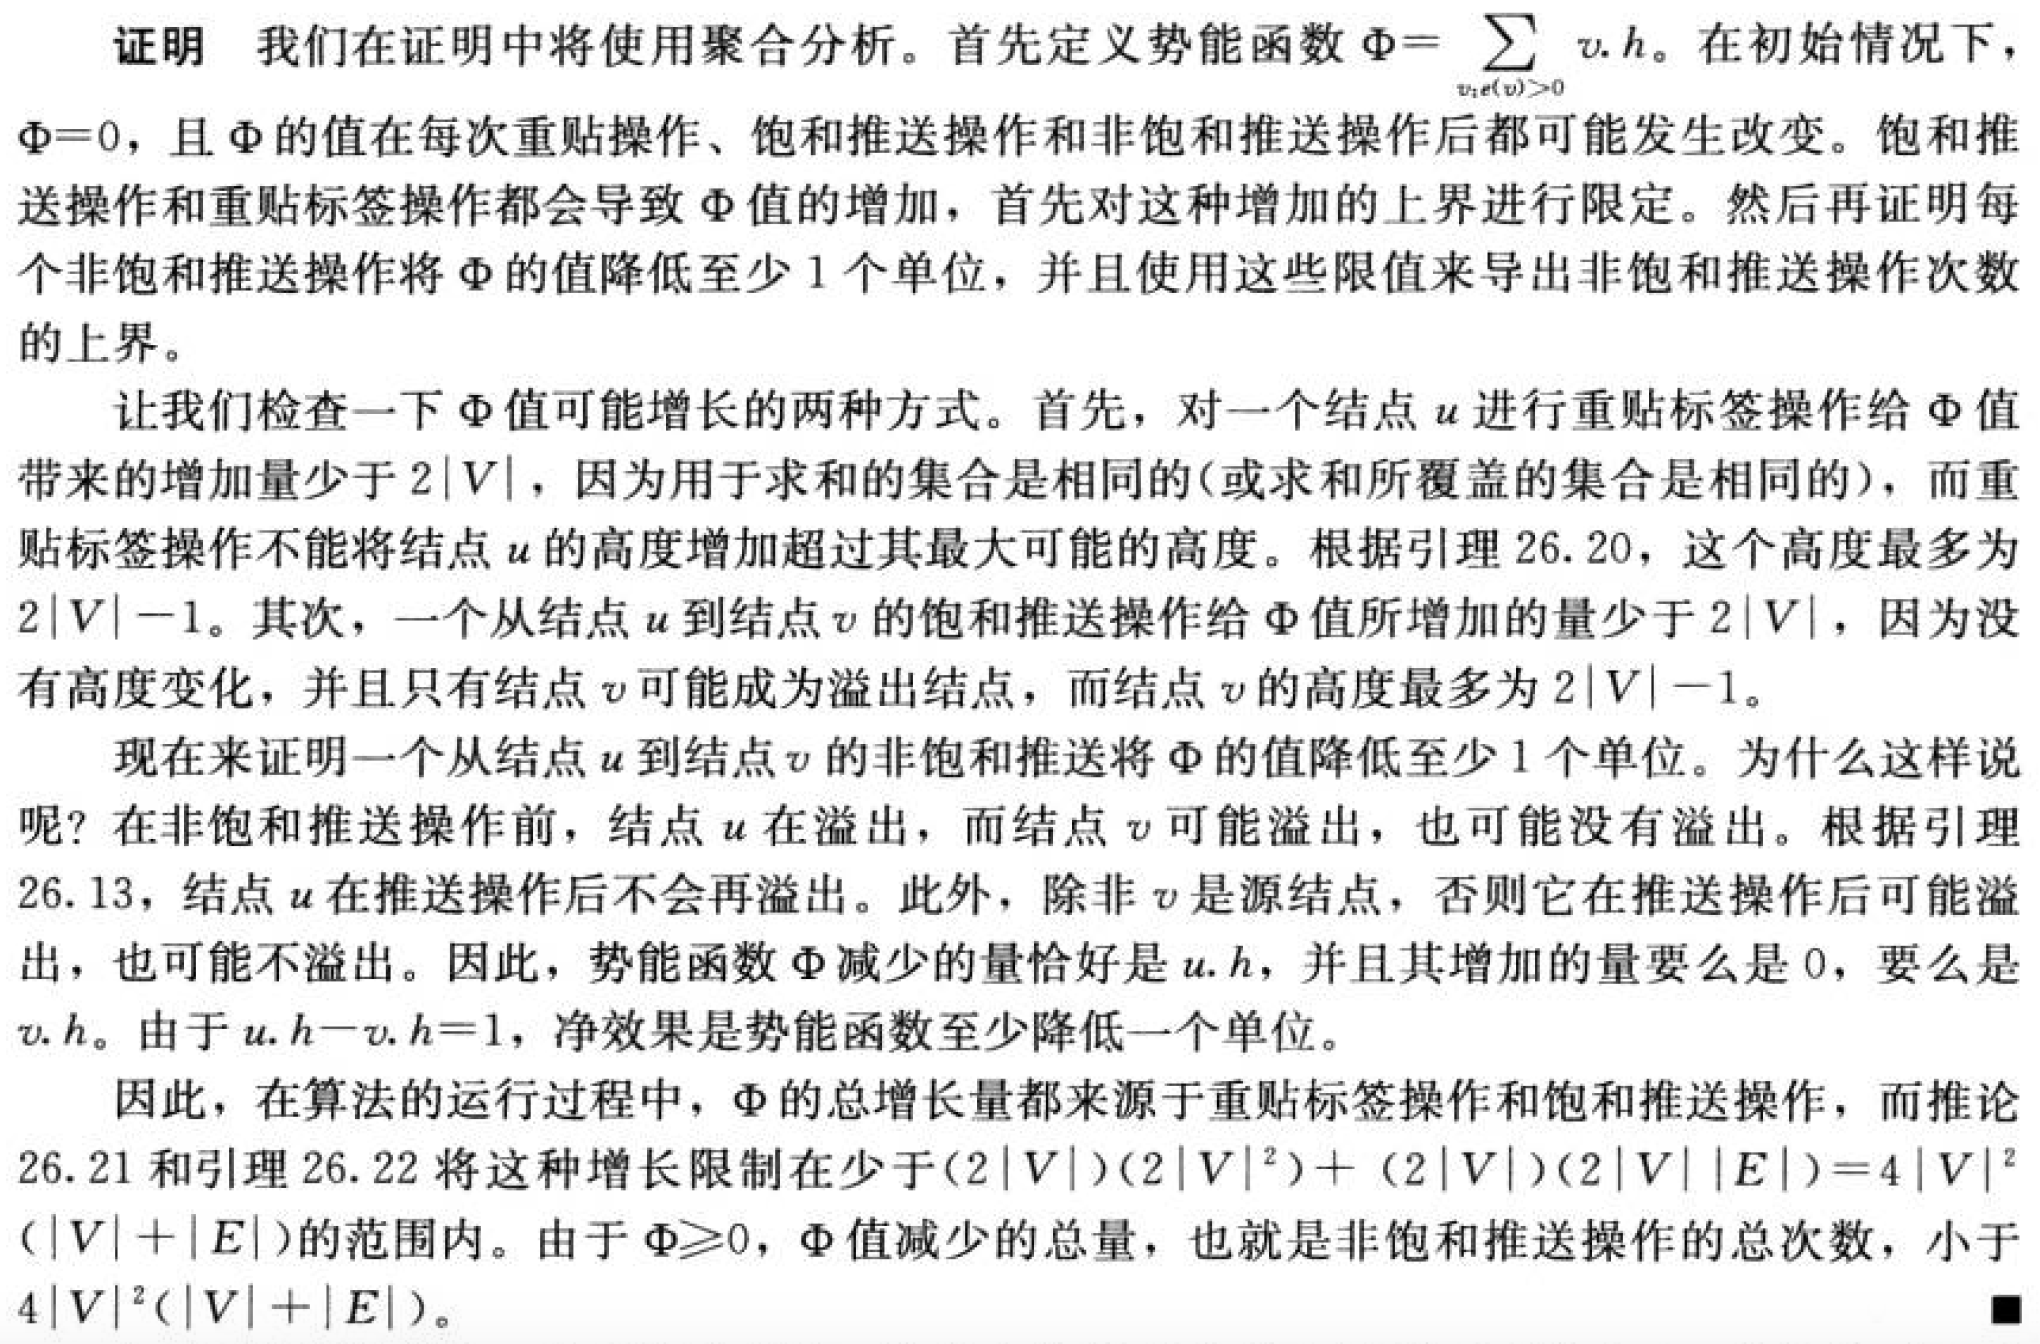 证明 我们在证明中将使用聚合分析。首先定义势能函数 Φ= ∑ v.h。在初始情况下，
v:e(v)>0
Φ=0，且 Φ 的值在每次重贴操作、饱和推送操作和非饱和推送操作后都可能发生改变。饱和推
送操作和重贴标签操作都会导致 Φ 值的增加，首先对这种增加的上界进行限定。然后再证明每
个非饱和推送操作将 Φ 的值降低至少 1 个单位，并且使用这些限值来导出非饱和推送操作次数
的上界。
让我们检查一下 Φ 值可能增长的两种方式。首先，对一个结点 u 进行重贴标签操作给 Φ 值
带来的增加量少于 2|V|，因为用于求和的集合是相同的(或求和所覆盖的集合是相同的)，而重
贴标签操作不能将结点 u 的高度增加超过其最大可能的高度。根据引理 26.20，这个高度最多为
2|V|－1。其次，一个从结点 u 到结点 v 的饱和推送操作给 Φ 值所增加的量少于 2|V|，因为没
有高度变化，并且只有结点 v 可能成为溢出结点，而结点 v 的高度最多为 2|V|－1。
现在来证明一个从结点 u 到结点 v 的非饱和推送将 Φ 的值降低至少 1 个单位。为什么这样说
呢？在非饱和推送操作前，结点 u 在溢出，而结点 v 可能溢出，也可能没有溢出。根据引理
26.13，结点 u 在推送操作后不会再溢出。此外，除非 v 是源结点，否则它在推送操作后可能溢
出，也可能不溢出。因此，势能函数 Φ 减少的量恰好是 u.h，并且其增加的量要么是 0，要么是
v.h。由于 u.h－v.h＝1，净效果是势能函数至少降低一个单位。
因此，在算法的运行过程中，Φ 的总增长量都来源于重贴标签操作和饱和推送操作，而推论
26.21 和引理 26.22 将这种增长限制在少于(2|V|)(2|V|²)＋(2|V|)(2|V||E|)＝4|V|²
(|V|＋|E|)的范围内。由于 Φ≥0，Φ 值减少的总量，也就是非饱和推送操作的总次数，小于
4|V|²(|V|＋|E|)。 ■